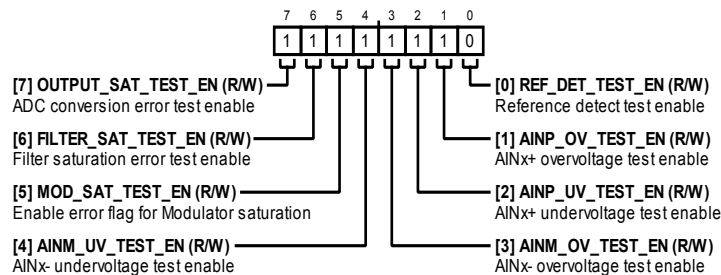 7 6 5 4 3 2 1 0
1 1 1 1 1 1 1 0
[7] OUTPUT_SAT_TEST_EN (R/W)
ADC conversion error test enable
[6] FILTER_SAT_TEST_EN (R/W)
Filter saturation error test enable
[5] MOD_SAT_TEST_EN (R/W)
Enable error flag for Modulator saturation
[4] AINM_UV_TEST_EN (R/W)
AINx- undervoltage test enable
[0] REF_DET_TEST_EN (R/W)
Reference detect test enable
[1] AINP_OV_TEST_EN (R/W)
AINx+ overvoltage test enable
[2] AINP_UV_TEST_EN (R/W)
AINx+ undervoltage test enable
[3] AINM_OV_TEST_EN (R/W)
AINx- overvoltage test enable